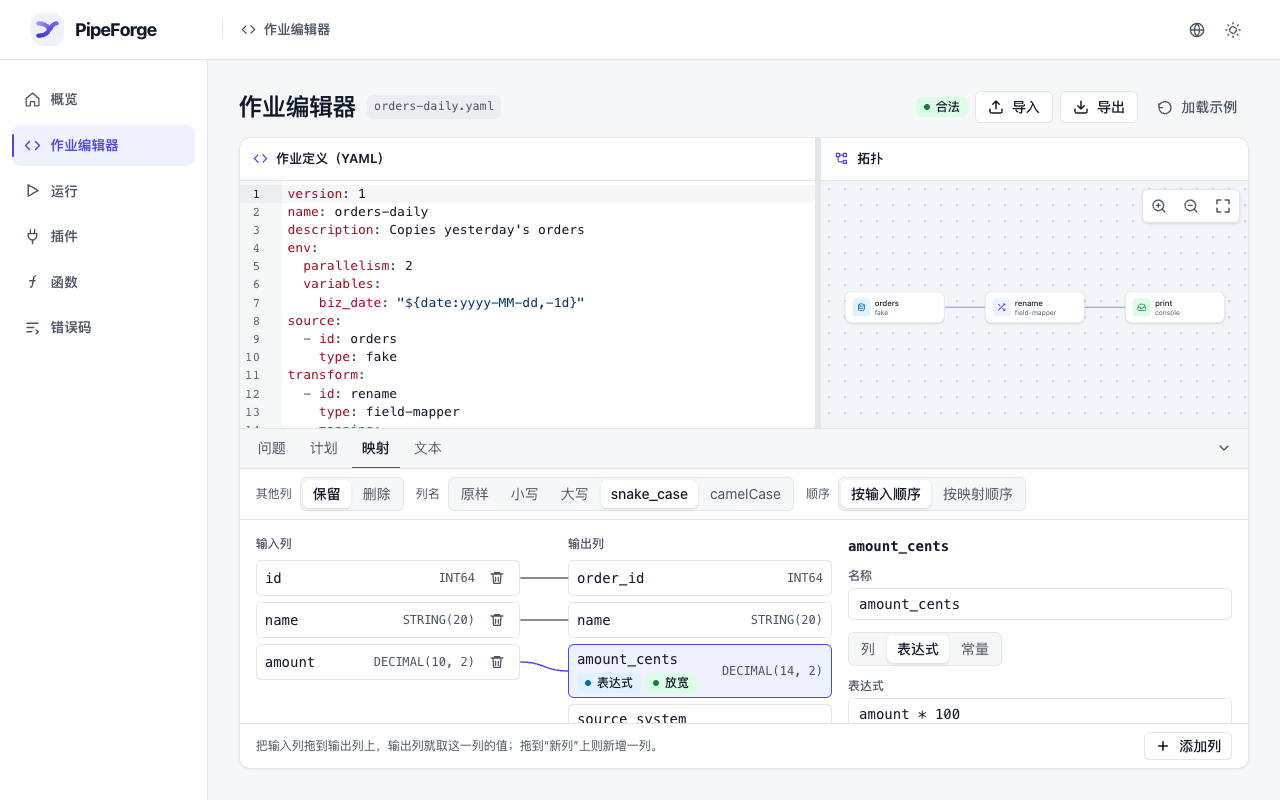 PipeForge
作业编辑器
概览
作业编辑器
运行
插件
函数
错误码
作业编辑器 orders-daily.yaml
合法 导入 导出 加载示例
作业定义（YAML）
1 version: 1
2 name: orders-daily
3 description: Copies yesterday's orders
4 env:
5 parallelism: 2
6 variables:
7 biz_date: "${date:yyyy-MM-dd,-1d}"
8 source:
9 - id: orders
10 type: fake
11 transform:
12 - id: rename
13 type: field-mapper
拓扑
orders
fake
rename
field-mapper
print
console
问题 计划 映射 文本
其他列 保留 删除 列名 原样 小写 大写 snake_case camelCase 顺序 按输入顺序 按映射顺序
输入列
id INT64
name STRING(20)
amount DECIMAL(10, 2)
输出列
order_id INT64
name STRING(20)
amount_cents DECIMAL(14, 2)
表达式 放宽
source_system
amount_cents
名称
amount_cents
列 表达式 常量
表达式
amount * 100
把输入列拖到输出列上，输出列就取这一列的值；拖到“新列”上则新增一列。
添加列